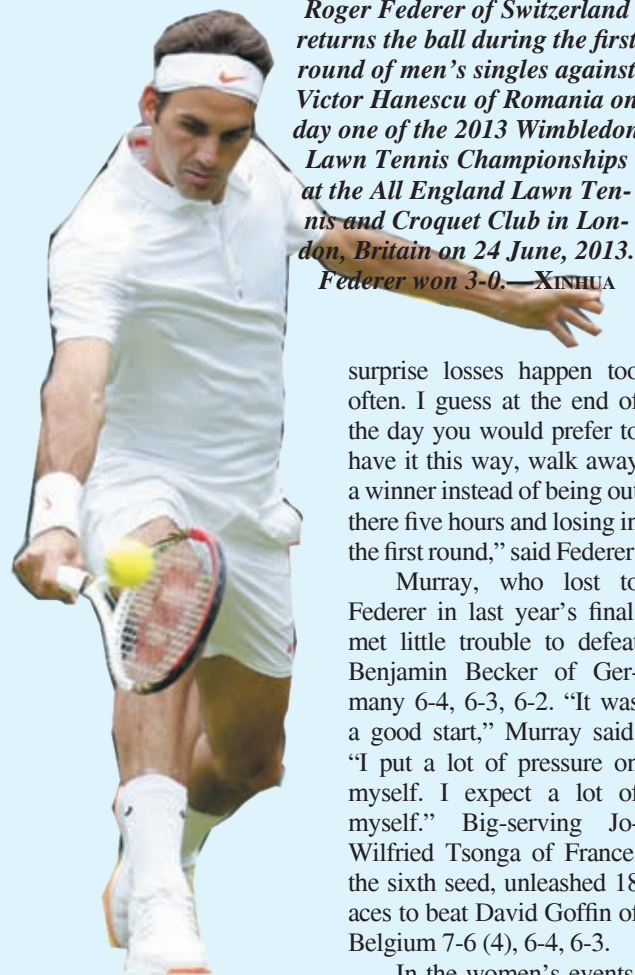 Roger Federer of Switzerland
returns the ball during the first
round of men’s singles against
Victor Hanescu of Romania on
day one of the 2013 Wimbledon
Lawn Tennis Championships
at the All England Lawn Ten-
nis and Croquet Club in Lon-
don, Britain on 24 June, 2013.
Federer won 3-0.—XINHUA
surprise losses happen too
often. I guess at the end of
the day you would prefer to
have it this way, walk away
a winner instead of being out
there five hours and losing in
the first round,” said Federer
Murray, who lost to
Federer in last year’s final
met little trouble to defeat
Benjamin Becker of Ger-
many 6-4, 6-3, 6-2. “It was
a good start,” Murray said
“I put a lot of pressure on
myself. I expect a lot of
myself.” Big-serving Jo-
Wilfried Tsonga of France
the sixth seed, unleashed 18
aces to beat David Goffin of
Belgium 7-6 (4), 6-4, 6-3.
In the women’s events